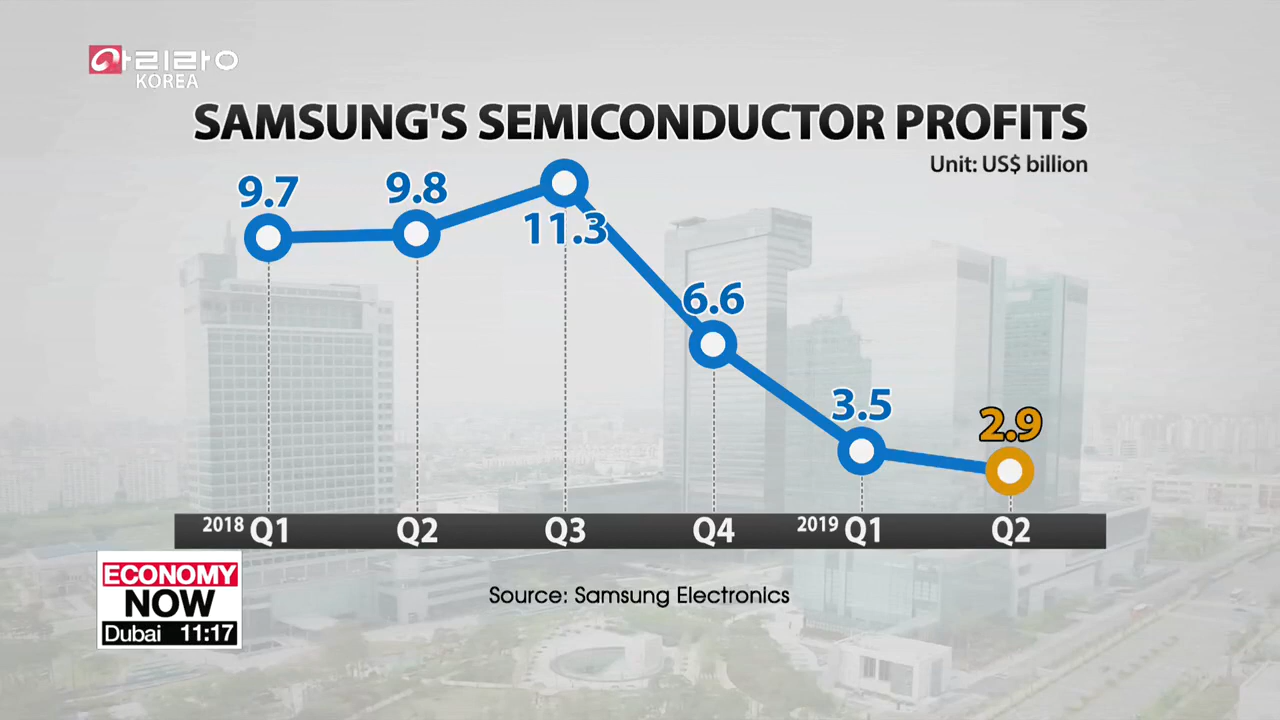 아리랑
KOREA
SAMSUNG'S SEMICONDUCTOR PROFITS
Unit: US$ billion
9.7
9.8
11.3
6.6
3.5
2.9
2018 Q1 Q2 Q3 Q4 2019 Q1 Q2
Source: Samsung Electronics
ECONOMY
NOW
Dubai 11:17